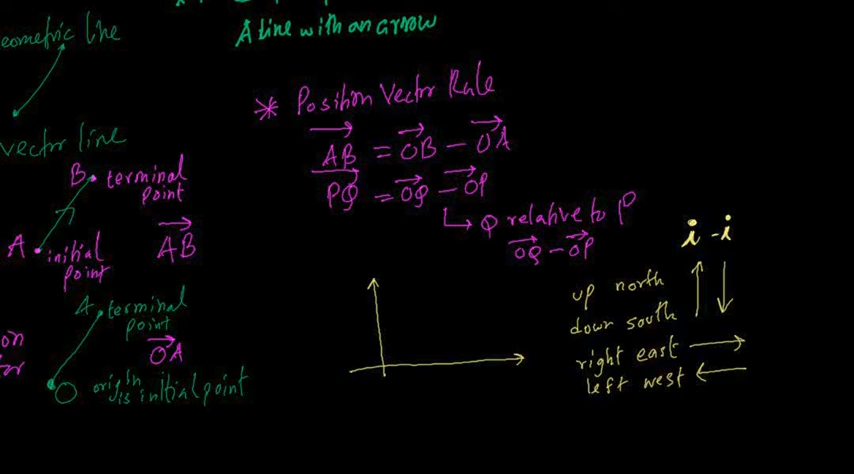 A line with an arrow
eometric line
* Position Vector Rule
AB = OB - OA
vector line
PQ = OQ - OP
B terminal
point
Q relative to P
OQ - OP
A initial
point
AB
i -i
up north
down south
right east
left west
A terminal
point
OA
on
O origin is initial point